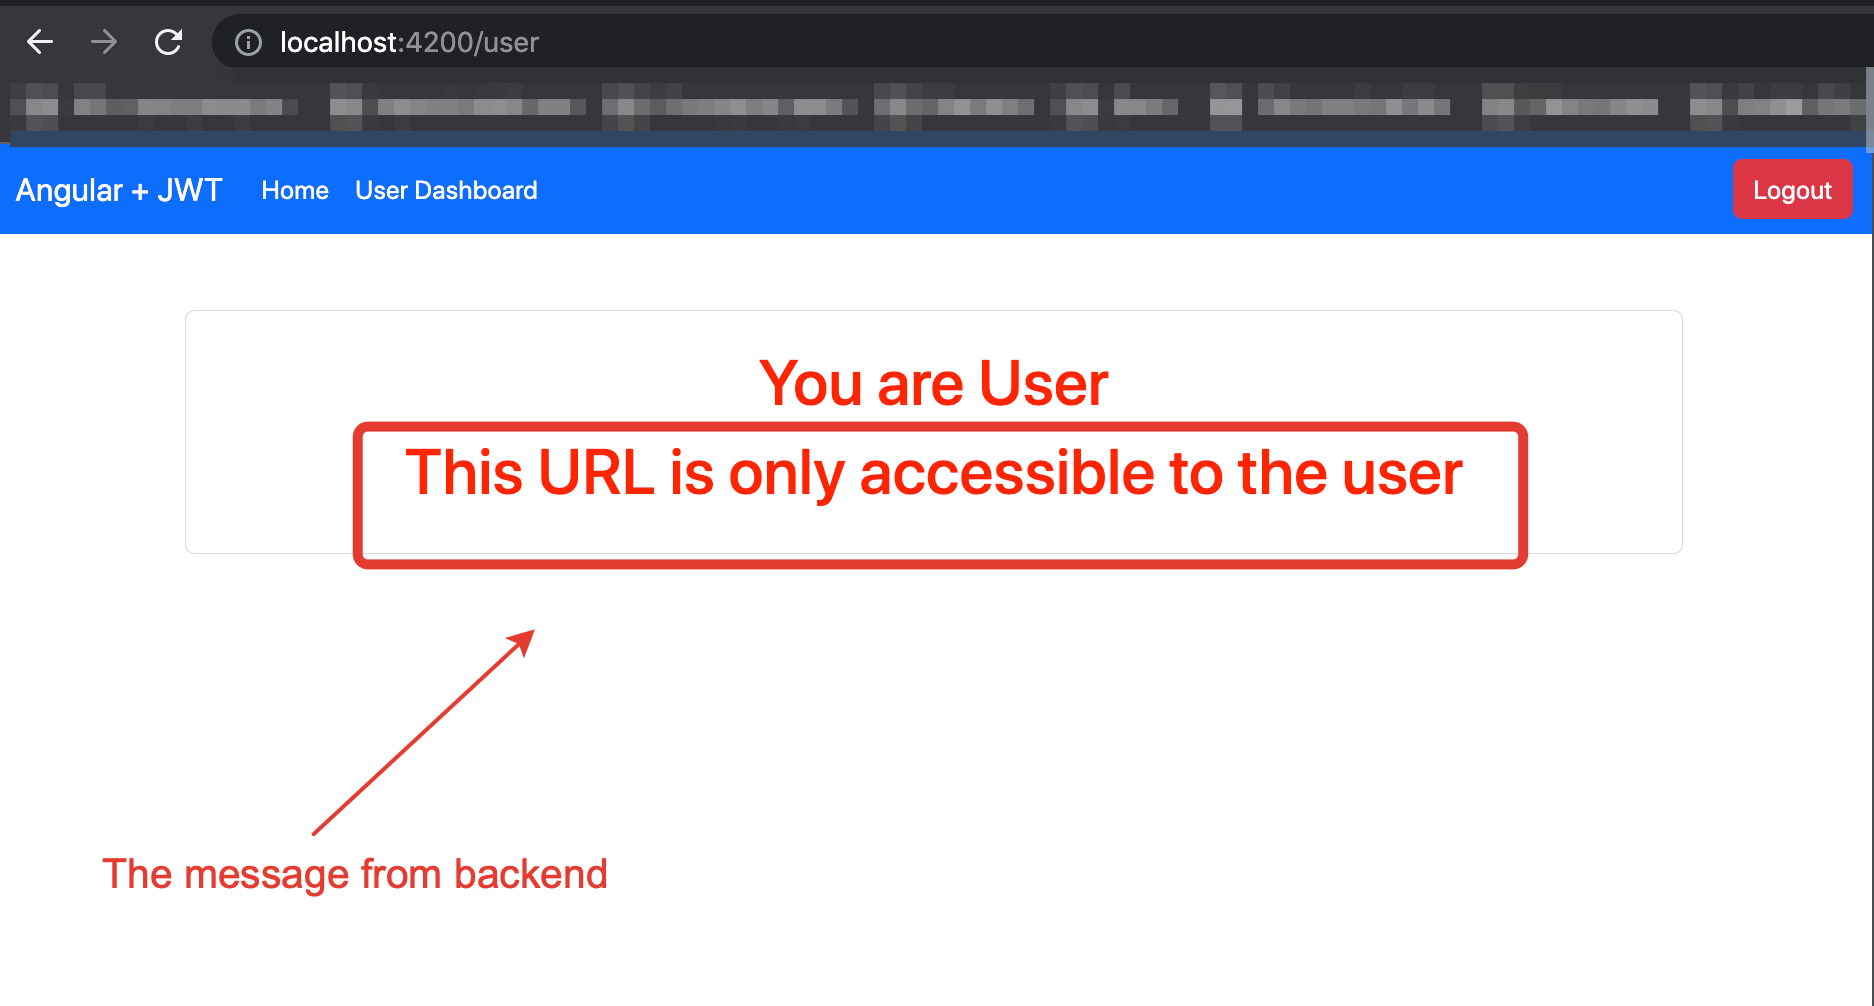 localhost:4200/user
Angular + JWT Home User Dashboard Logout
You are User
This URL is only accessible to the user
The message from backend